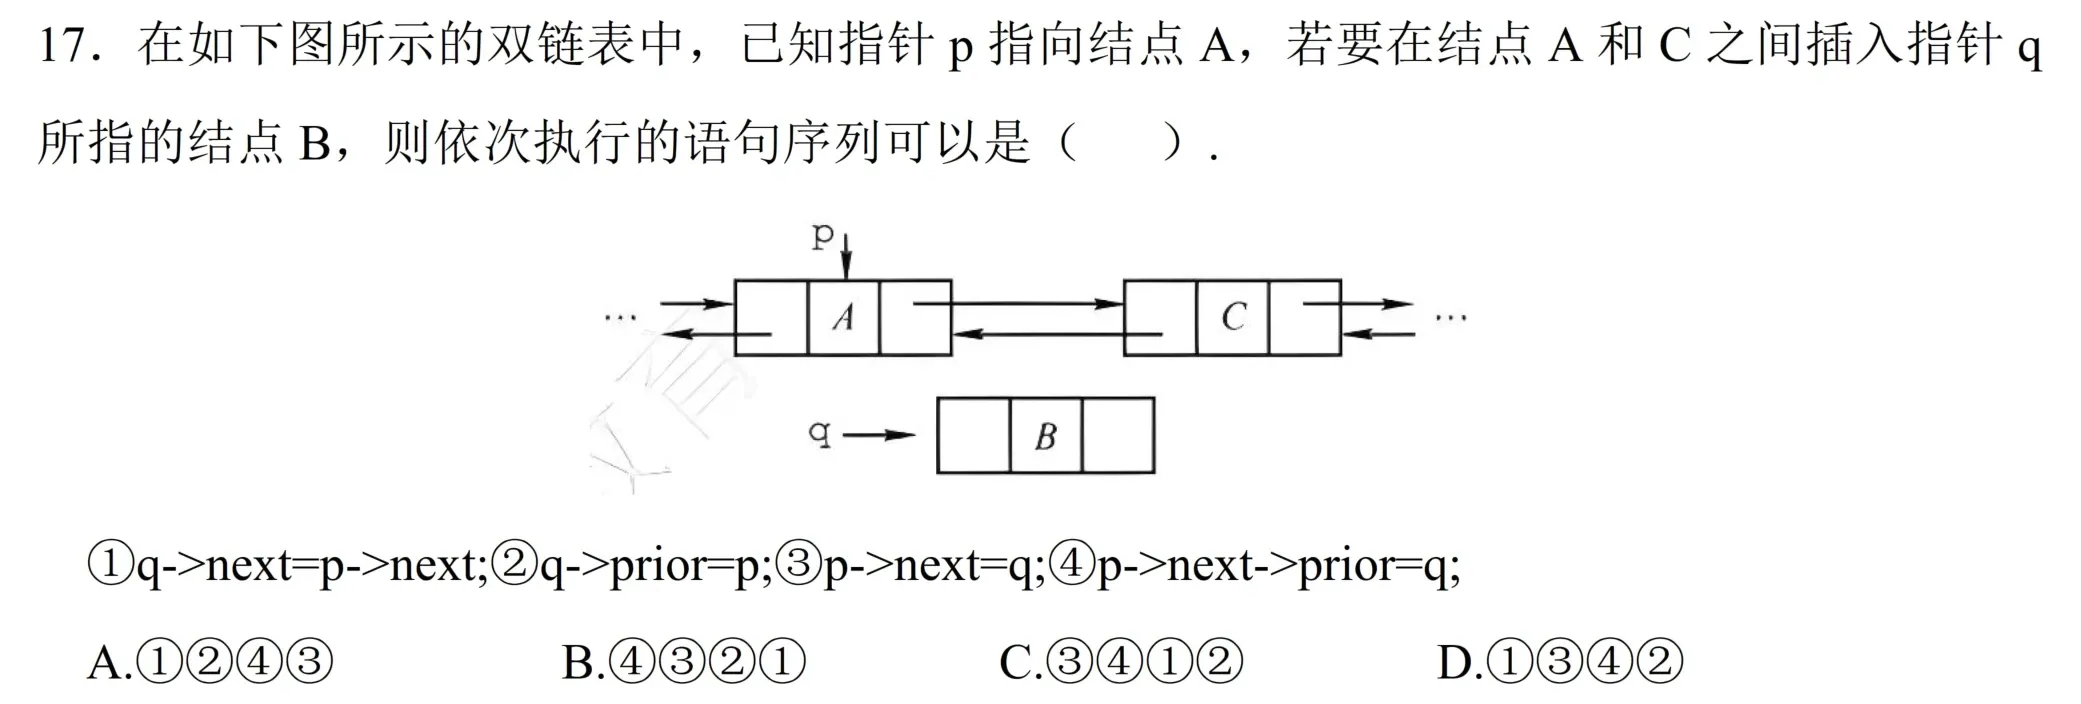 17．在如下图所示的双链表中，已知指针 p 指向结点 A，若要在结点 A 和 C 之间插入指针 q
所指的结点 B，则依次执行的语句序列可以是（　　）．
p
… A C …
q B
①q->next=p->next;②q->prior=p;③p->next=q;④p->next->prior=q;
A.①②④③ B.④③②① C.③④①② D.①③④②